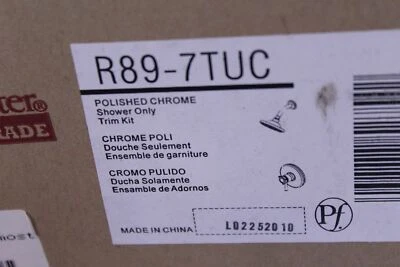 R89-7TUC
POLISHED CHROME
Shower Only
Trim Kit
CHROME POLI
Douche Seulement
Ensemble de garniture
CROMO PULIDO
Ducha Solamente
Ensamble de Adornos
MADE IN CHINA
LQ2252010
Pf